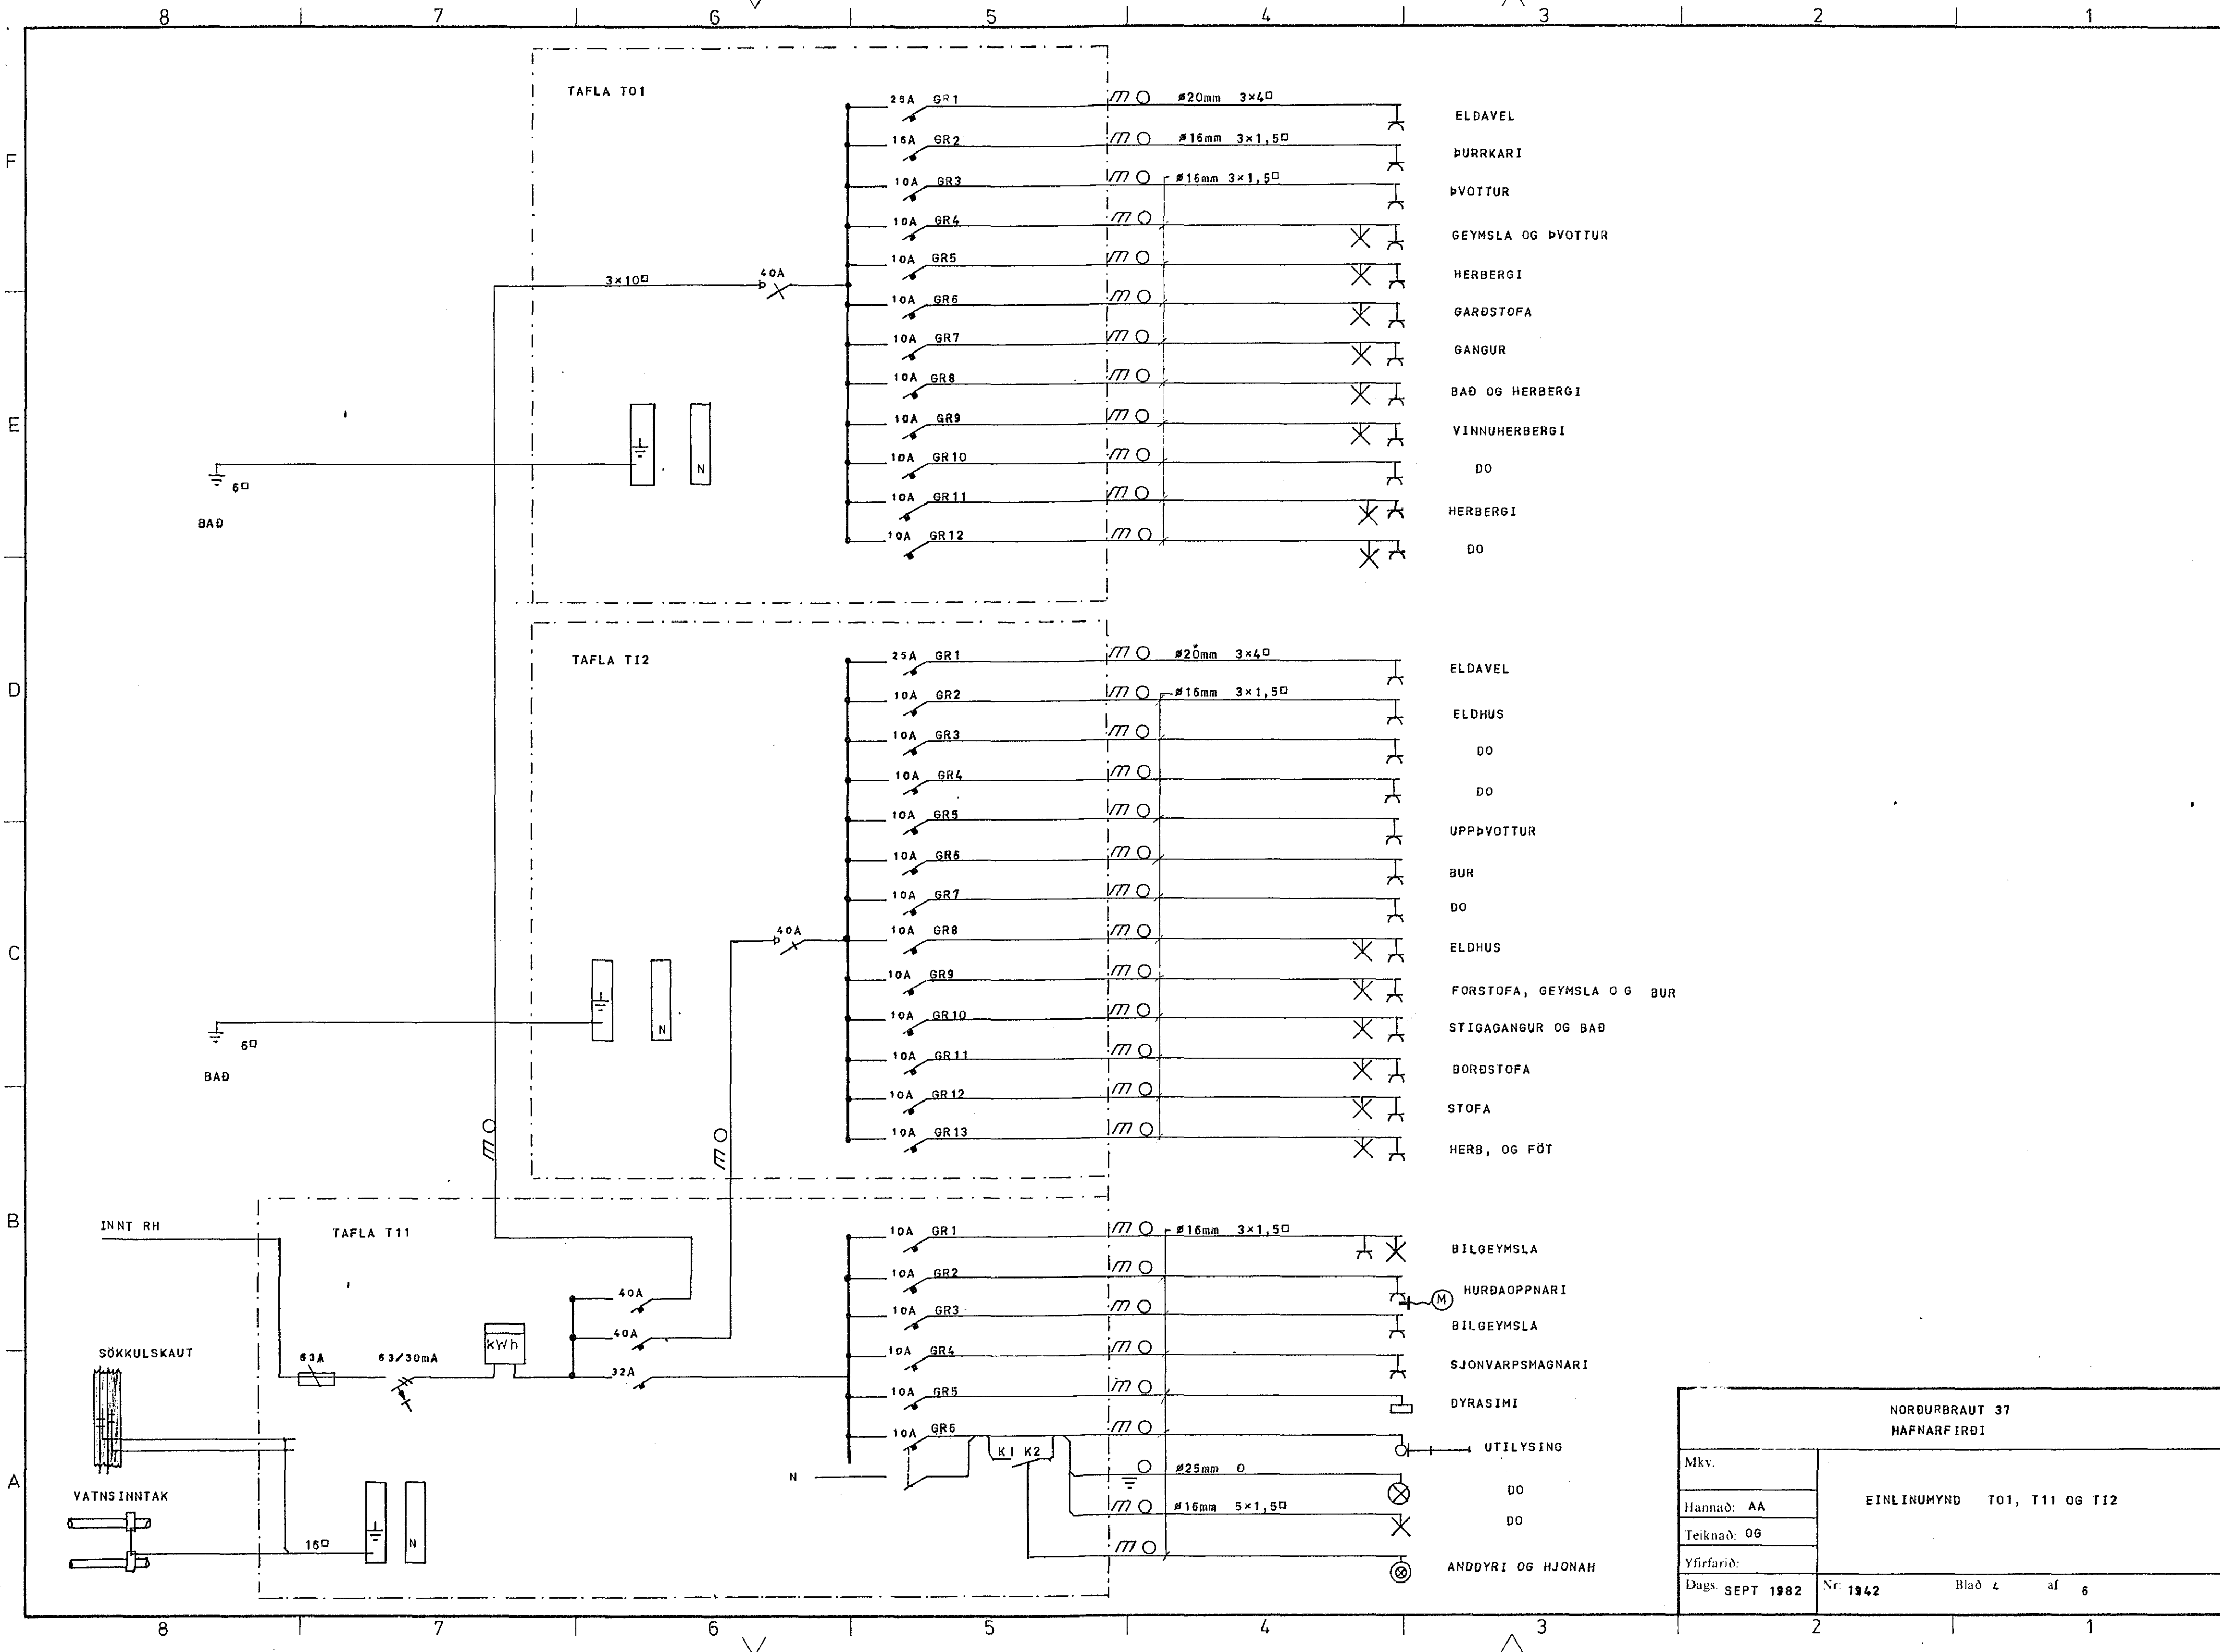 8 7 6 5 4 3 2 1
F
E
D
C
B
A
TAFLA T01
25A GR1 ø20mm 3×4□ ELDAVEL
16A GR2 ø16mm 3×1,5□ ÞURRKARI
10A GR3 ø16mm 3×1,5□ ÞVOTTUR
10A GR4 GEYMSLA OG ÞVOTTUR
10A GR5 HERBERGI
3×10□ 40A
10A GR6 GARÐSTOFA
10A GR7 GANGUR
10A GR8 BAÐ OG HERBERGI
10A GR9 VINNUHERBERGI
10A GR10 DO
N
6□
BAÐ
10A GR11 HERBERGI
10A GR12 DO
TAFLA TI2
25A GR1 ø20mm 3×4□ ELDAVEL
10A GR2 ø16mm 3×1,5□ ELDHUS
10A GR3 DO
10A GR4 DO
10A GR5 UPPÞVOTTUR
10A GR6 BUR
10A GR7 DO
40A
10A GR8 ELDHUS
10A GR9 FORSTOFA, GEYMSLA OG BUR
10A GR10 STIGAGANGUR OG BAÐ
N
6□
BAÐ
10A GR11 BORÐSTOFA
10A GR12 STOFA
10A GR13 HERB, OG FÖT
INNT RH
TAFLA T11
10A GR1 ø16mm 3×1,5□ BILGEYMSLA
10A GR2 HURÐAOPPNARI
M
40A
10A GR3 BILGEYMSLA
40A
kWh
SÖKKULSKAUT
63A 63/30mA
32A
10A GR4 SJONVARPSMAGNARI
10A GR5 DYRASIMI
10A GR6 K1 K2 UTILYSING
N
ø25mm 0 DO
ø16mm 5×1,5□ DO
VATNSINNTAK
16□
N
ANDDYRI OG HJONAH
NORÐURBRAUT 37
HAFNARFIRÐI
Mkv.
EINLINUMYND T01, T11 OG TI2
Hannað: AA
Teiknað: OG
Yfirfarið:
Dags. SEPT 1982 Nr: 1942 Blað 4 af 6
8 7 6 5 4 3 2 1